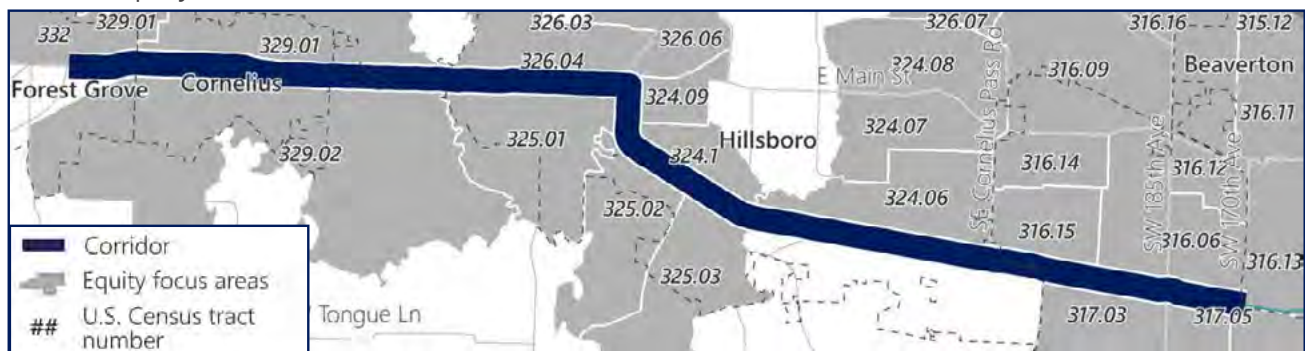 332
329.01
329.01
326.03
326.06
326.04
326.07
316.16
315.12
Forest Grove
Cornelius
324.09
E Main St
324.08
SE Cornelius Pass Rd
316.09
Beaverton
316.11
325.01
324.1
Hillsboro
324.07
316.14
SW 185th Ave
316.12
SW 170th Ave
329.02
325.02
324.06
316.15
316.06
325.03
316.13
317.03
317.05
Tongue Ln
Corridor
Equity focus areas
## U.S. Census tract
number